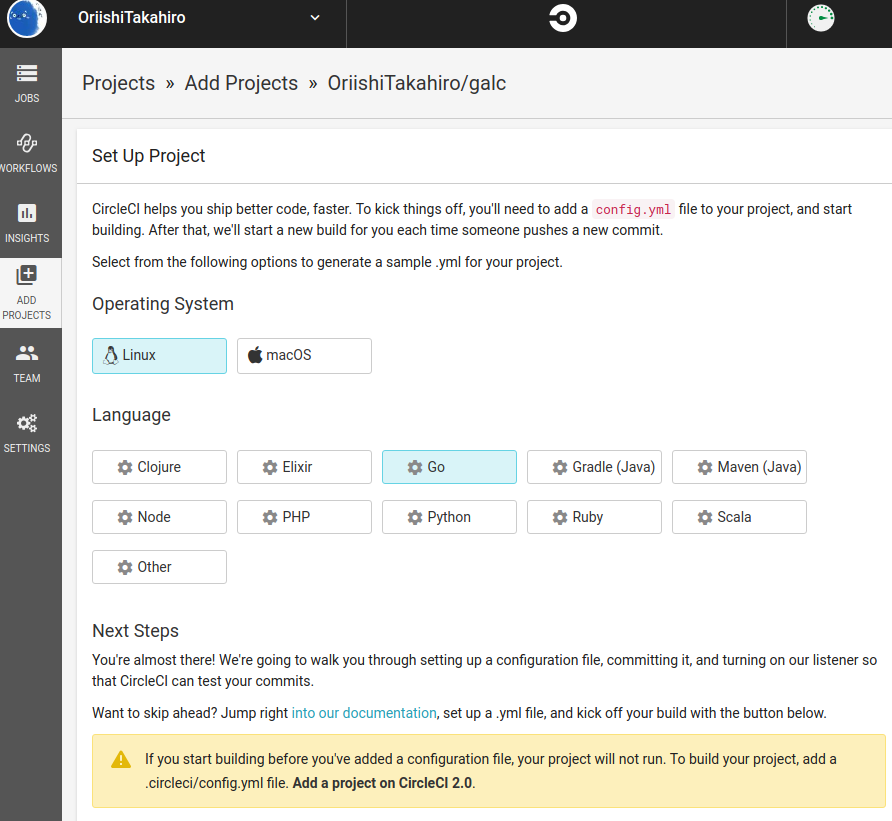 OriishiTakahiro
JOBS
WORKFLOWS
INSIGHTS
ADD
PROJECTS
TEAM
SETTINGS
Projects » Add Projects » OriishiTakahiro/galc
Set Up Project
CircleCI helps you ship better code, faster. To kick things off, you'll need to add a config.yml file to your project, and start
building. After that, we'll start a new build for you each time someone pushes a new commit.
Select from the following options to generate a sample .yml for your project.
Operating System
Linux macOS
Language
Clojure Elixir Go Gradle (Java) Maven (Java)
Node PHP Python Ruby Scala
Other
Next Steps
You're almost there! We're going to walk you through setting up a configuration file, committing it, and turning on our listener so
that CircleCI can test your commits.
Want to skip ahead? Jump right into our documentation, set up a .yml file, and kick off your build with the button below.
If you start building before you've added a configuration file, your project will not run. To build your project, add a
.circleci/config.yml file. Add a project on CircleCI 2.0.